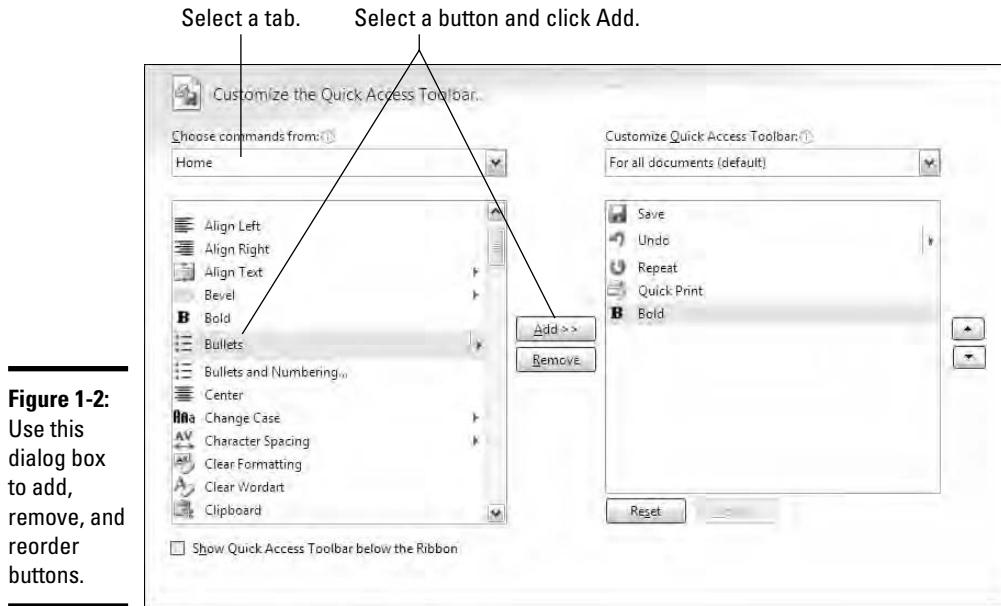 Select a tab.
Select a button and click Add.
Customize the Quick Access Toolbar.
Choose commands from:
Home
Align Left
Align Right
Align Text
Bevel
B Bold
Bullets
Bullets and Numbering...
Center
Change Case
Character Spacing
Clear Formatting
Clear Wordart
Clipboard
Show Quick Access Toolbar below the Ribbon
Add >>
Remove
Customize Quick Access Toolbar:
For all documents (default)
Save
Undo
Repeat
Quick Print
B Bold
Reset
Figure 1-2:
Use this
dialog box
to add,
remove, and
reorder
buttons.